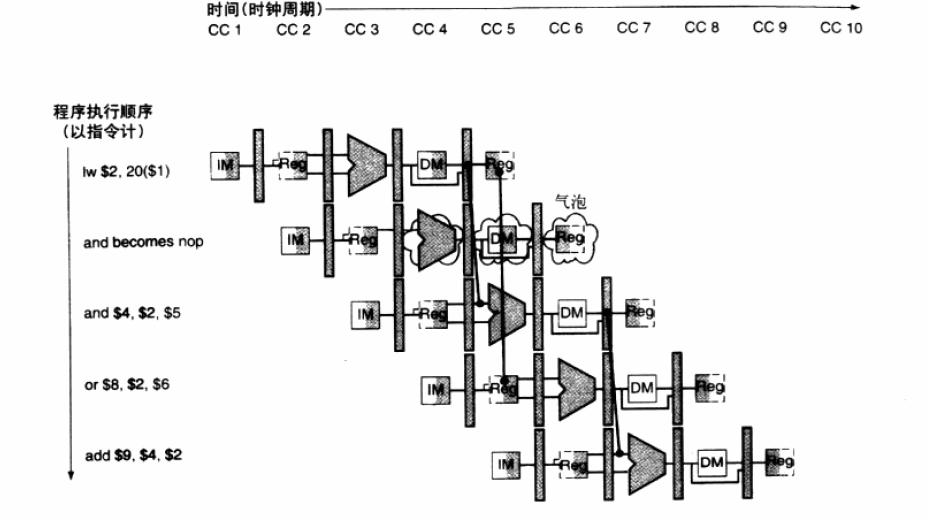 时间(时钟周期)
CC 1 CC 2 CC 3 CC 4 CC 5 CC 6 CC 7 CC 8 CC 9 CC 10
程序执行顺序
(以指令计)
lw $2, 20($1)
IM Reg DM Reg
气泡
and becomes nop
IM Reg DM Reg
and $4, $2, $5
IM Reg DM Reg
or $8, $2, $6
IM Reg DM Reg
add $9, $4, $2
IM Reg DM Reg